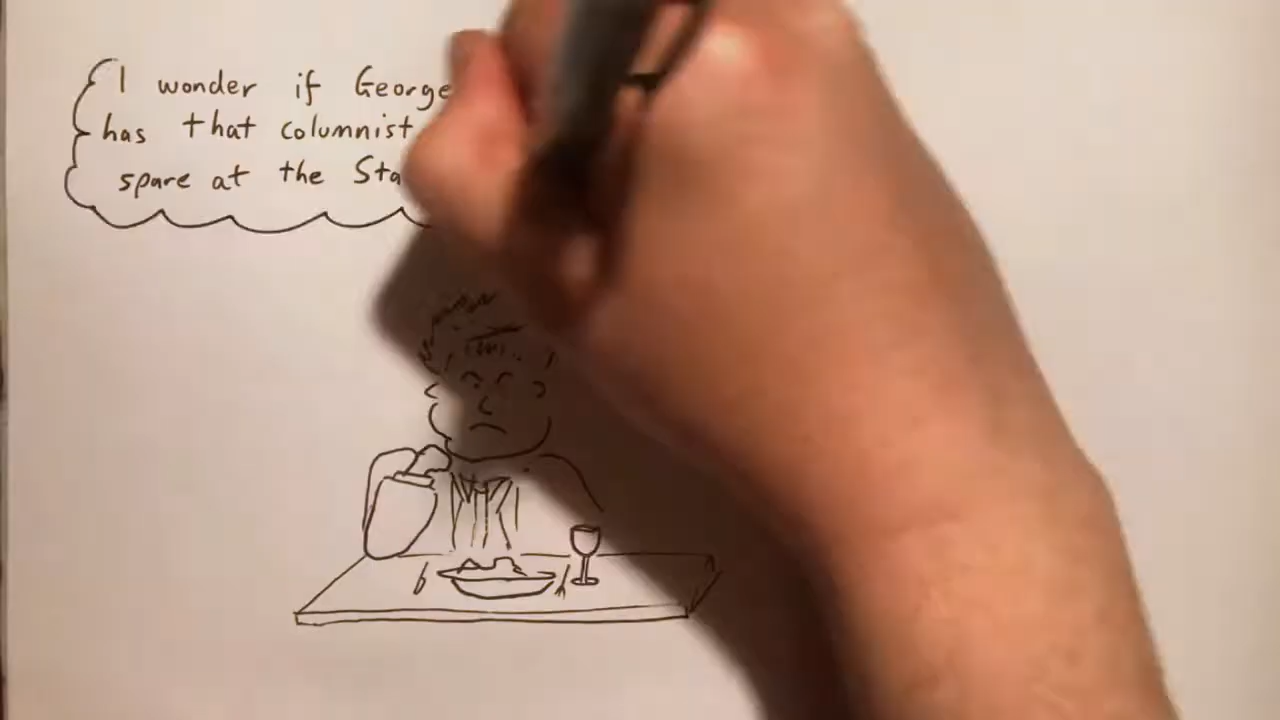 I wonder if George
has that columnist
spare at the